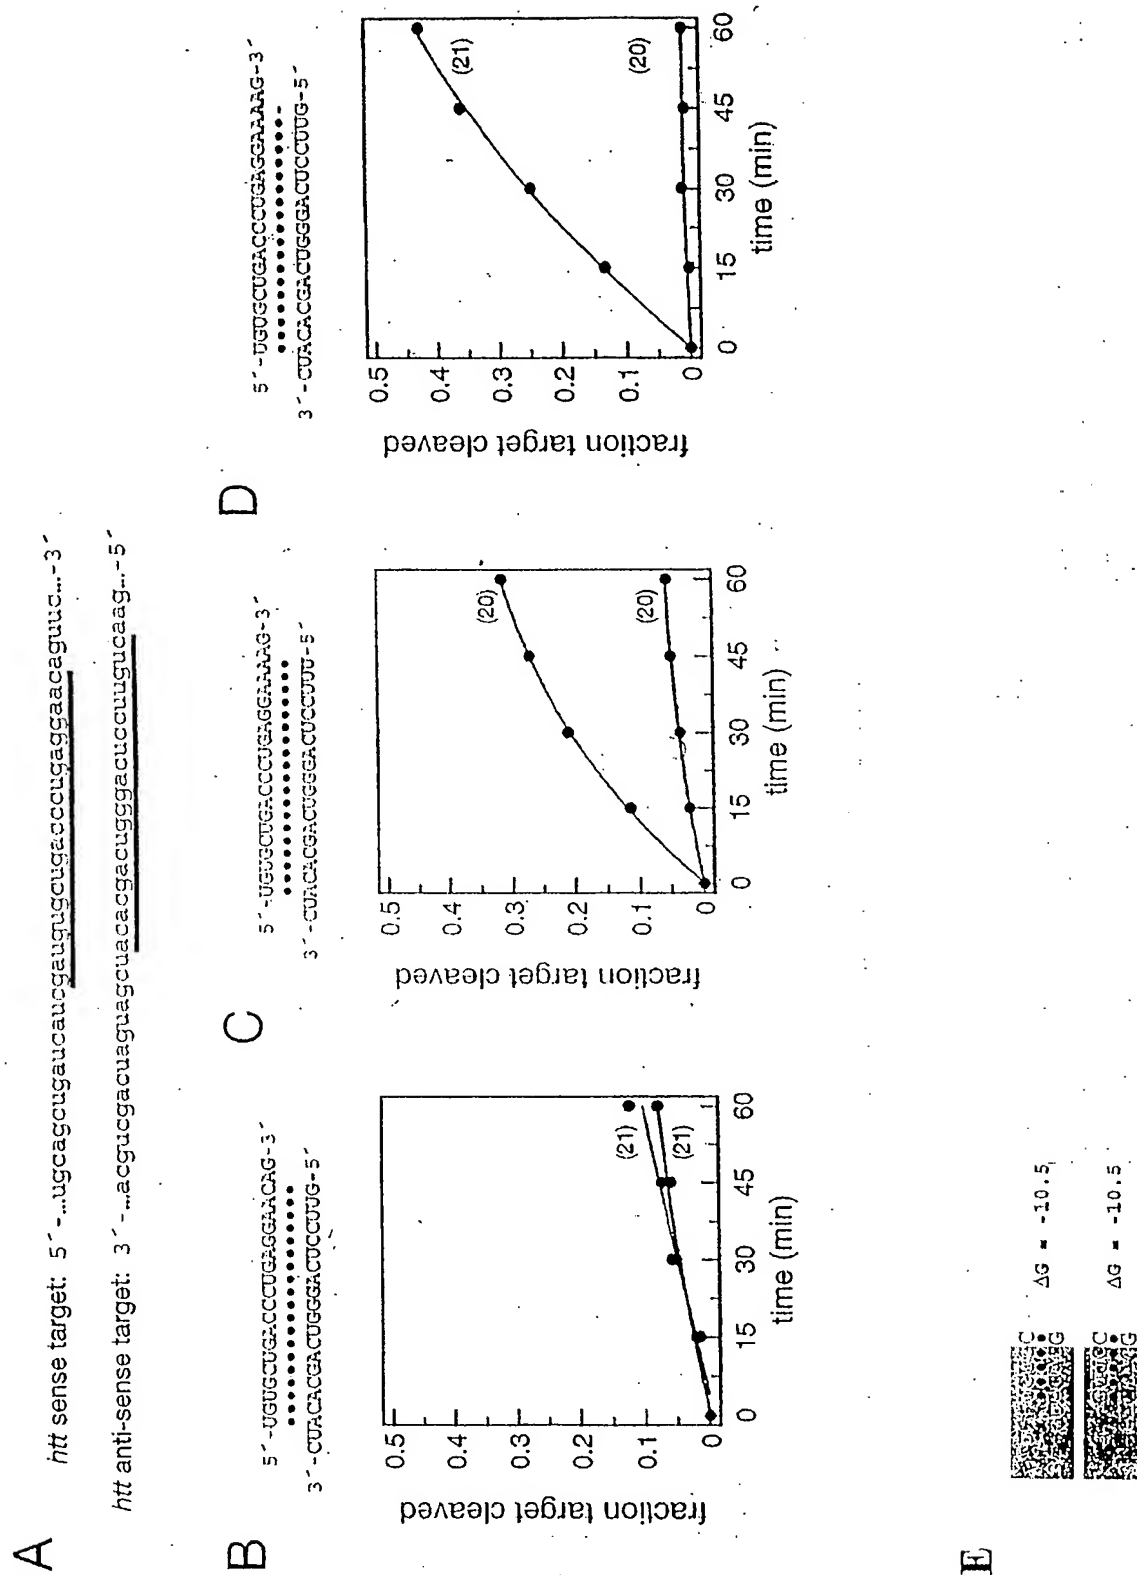 A
htt sense target: 5´-...ugcagcugaucaucgaugugcugacccugaggaacaguuc...-3´
htt anti-sense target: 3´-...acgucgacuaguagcuacacgacugggacuccuugucaag...-5´
B
5´-UGUGCUGACCCUGAGGAACAG-3´
3´-CUACACGACUGGGACUCCUUG-5´
fraction target cleaved
0.5
0.4
0.3
0.2
0.1
0
(21)
(21)
0 15 30 45 60
time (min)
C
5´-UGUGCUGACCCUGAGGAAAAG-3´
3´-CUACACGACUGGGACUCCUUU-5´
fraction target cleaved
0.5
0.4
0.3
0.2
0.1
0
(20)
(20)
0 15 30 45 60
time (min)
D
5´-UGUGCUGACCCUGAGGAAAAG-3´
3´-CUACACGACUGGGACUCCUUG-5´
fraction target cleaved
0.5
0.4
0.3
0.2
0.1
0
(21)
(20)
0 15 30 45 60
time (min)
E
C
G
ΔG = -10.5
C
G
ΔG = -10.5